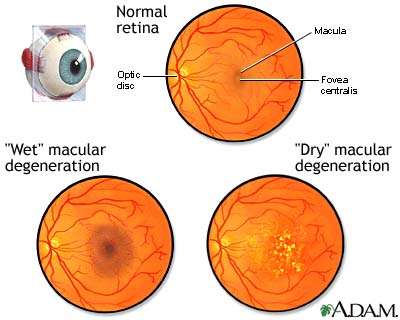 Normal
retina
Macula
Optic
disc
Fovea
centralis
"Wet" macular
degeneration
"Dry" macular
degeneration
A.D.A.M.